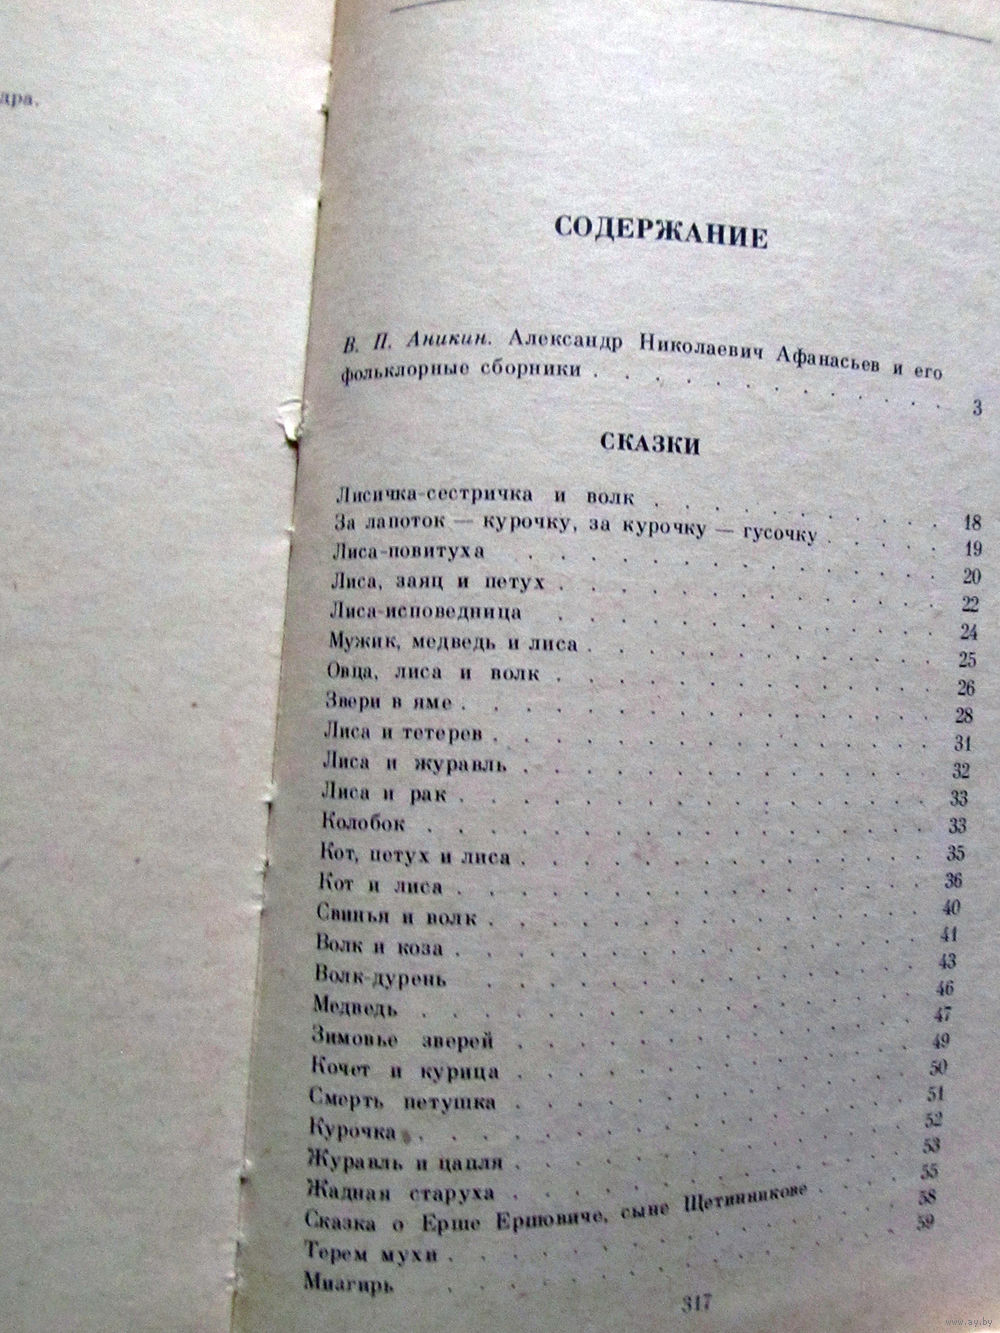 дра.
СОДЕРЖАНИЕ
В. П. Аникин. Александр Николаевич Афанасьев и его
фольклорные сборники . . . . . . . . . . . . 3
СКАЗКИ
Лисичка-сестричка и волк . . . . . . . . . . 18
За лапоток — курочку, за курочку — гусочку . . . . 19
Лиса-повитуха . . . . . . . . . . . . . . 20
Лиса, заяц и петух . . . . . . . . . . . . . 22
Лиса-исповедница . . . . . . . . . . . . . 24
Мужик, медведь и лиса . . . . . . . . . . . . 25
Овца, лиса и волк . . . . . . . . . . . . . 26
Звери в яме . . . . . . . . . . . . . . . . 28
Лиса и тетерев . . . . . . . . . . . . . . . 31
Лиса и журавль . . . . . . . . . . . . . . 32
Лиса и рак . . . . . . . . . . . . . . . . 33
Колобок . . . . . . . . . . . . . . . . . 33
Кот, петух и лиса . . . . . . . . . . . . . . 35
Кот и лиса . . . . . . . . . . . . . . . . 36
Свинья и волк . . . . . . . . . . . . . . . 40
Волк и коза . . . . . . . . . . . . . . . . 41
Волк-дурень . . . . . . . . . . . . . . . 43
Медведь . . . . . . . . . . . . . . . . . 46
Зимовье зверей . . . . . . . . . . . . . . 47
Кочет и курица . . . . . . . . . . . . . . 49
Смерть петушка . . . . . . . . . . . . . . 50
Курочка . . . . . . . . . . . . . . . . . 51
Журавль и цапля . . . . . . . . . . . . . . 52
Жадная старуха . . . . . . . . . . . . . . 53
Сказка о Ерше Ершовиче, сыне Щетинникове . . . . 55
Терем мухи . . . . . . . . . . . . . . . . 58
Мизгирь . . . . . . . . . . . . . . . . . 59
317
www.ay.by